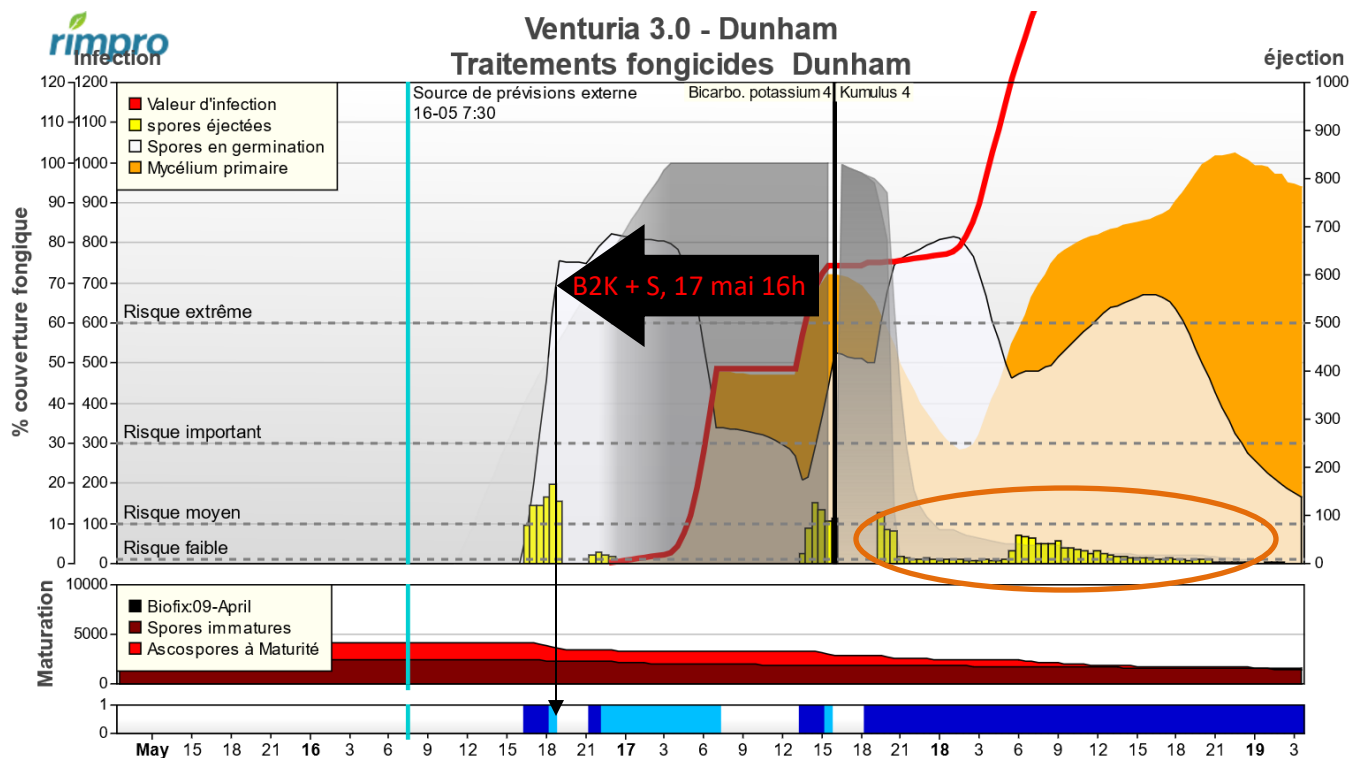 rimpro
Venturia 3.0 - Dunham
Traitements fongicides Dunham
Infection
éjection
Source de prévisions externe
16-05 7:30
Bicarbo. potassium 4
Kumulus 4
Valeur d'infection
spores éjectées
Spores en germination
Mycélium primaire
% couverture fongique
120 1200
110 1100
100 1000
90 900
80 800
70 700
60 600
50 500
40 400
30 300
20 200
10 100
0 0
1000
900
800
700
600
500
400
300
200
100
0
B2K + S, 17 mai 16h
Risque extrême
Risque important
Risque moyen
Risque faible
Maturation
10000
5000
0
Biofix:09-April
Spores immatures
Ascospores à Maturité
1
0
May 15 18 21 16 3 6 9 12 15 18 21 17 3 6 9 12 15 18 21 18 3 6 9 12 15 18 21 19 3